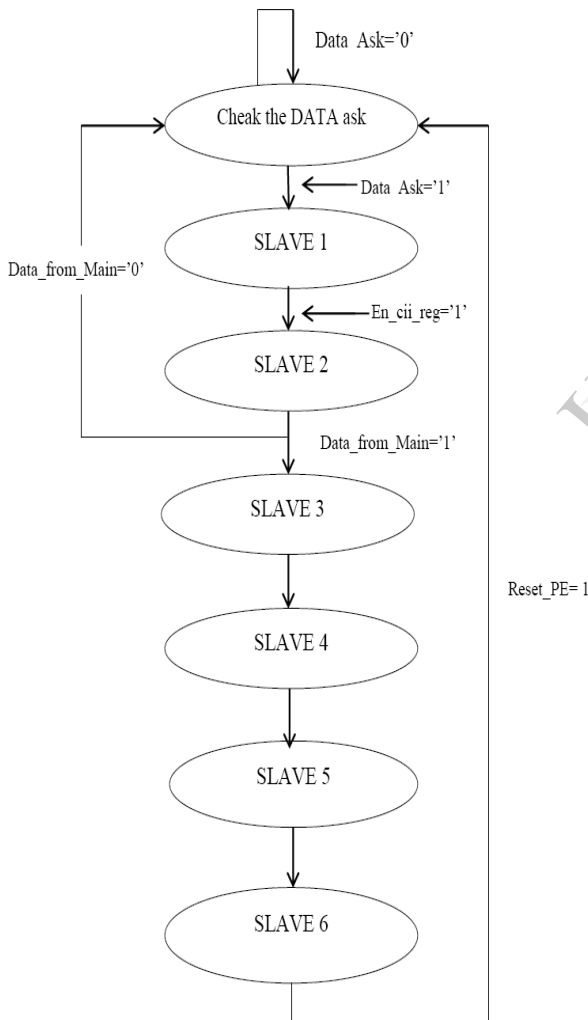 Data Ask='0'
Cheak the DATA ask
Data Ask='1'
SLAVE 1
Data_from_Main='0'
En_cii_reg='1'
SLAVE 2
Data_from_Main='1'
SLAVE 3
Reset_PE= 1
SLAVE 4
SLAVE 5
SLAVE 6